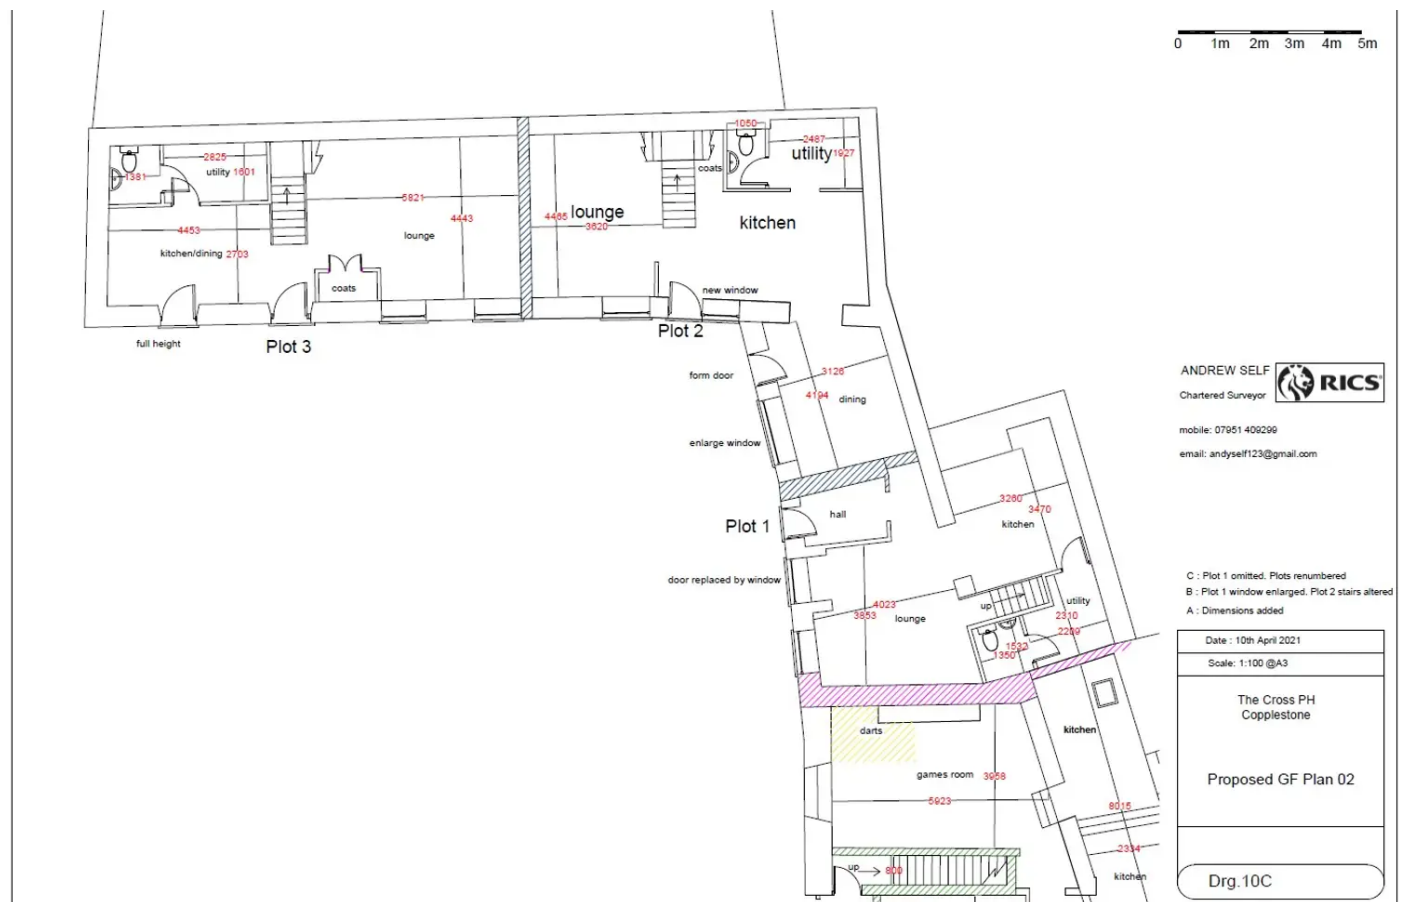 0 1m 2m 3m 4m 5m
1050
2487
utility 1927
coats
2825
utility 1601
1381
5821
4443
lounge
4453
kitchen/dining 2703
coats
4465 lounge
3620
kitchen
new window
full height
Plot 3
Plot 2
form door
3126
4194
dining
enlarge window
ANDREW SELF
Chartered Surveyor
RICS
mobile: 07951 409299
email: andyself123@gmail.com
Plot 1
hall
3260
3470
kitchen
door replaced by window
up
utility
4023
3853
lounge
2310
2209
1532
1350
C : Plot 1 omitted. Plots renumbered
B : Plot 1 window enlarged. Plot 2 stairs altered
A : Dimensions added
Date : 10th April 2021
Scale: 1:100 @A3
The Cross PH
Copplestone
Proposed GF Plan 02
Drg.10C
darts
kitchen
games room 3958
5923
8015
2334
kitchen
up
800